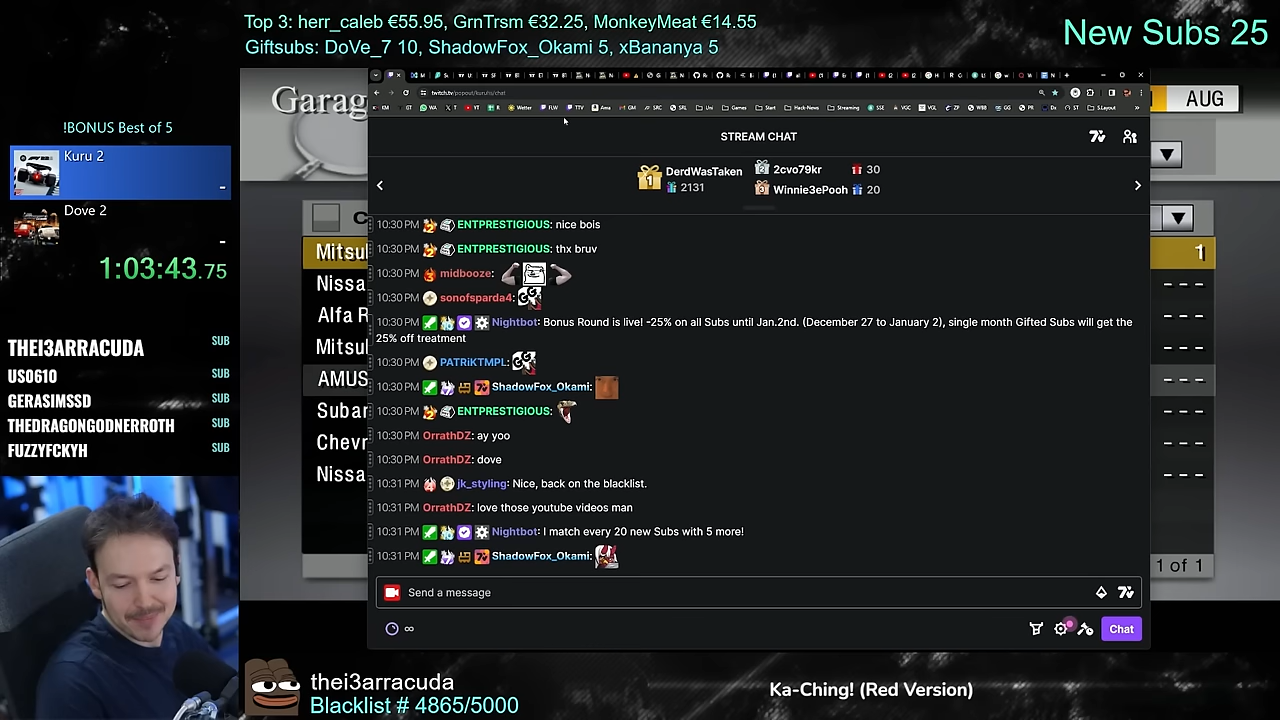 Top 3: herr_caleb €55.95, GrnTrsm €32.25, MonkeyMeat €14.55
Giftsubs: DoVe_7 10, ShadowFox_Okami 5, xBananya 5
New Subs 25
!BONUS Best of 5
Kuru 2
-
Dove 2
-
1:03:43.75
THEI3ARRACUDA SUB
US0610 SUB
GERASIMSSD SUB
THEDRAGONGODNERROTH SUB
FUZZYFCKYH SUB
Garag
AUG
Mitsu
Nissa
Alfa R
Mitsu
AMUS
Subar
Chevr
Nissa
1
- - -
- - -
- - -
- - -
- - -
- - -
- - -
1 of 1
twitch.tv/popout/kuruhs/chat
STREAM CHAT
1 DerdWasTaken 2131
2 2cvo79kr 30
3 Winnie3ePooh 20
10:30 PM ENTPRESTIGIOUS: nice bois
10:30 PM ENTPRESTIGIOUS: thx bruv
10:30 PM midbooze:
10:30 PM sonofsparda4:
10:30 PM Nightbot: Bonus Round is live! -25% on all Subs until Jan.2nd. (December 27 to January 2), single month Gifted Subs will get the
25% off treatment
10:30 PM PATRiKTMPL:
10:30 PM ShadowFox_Okami:
10:30 PM ENTPRESTIGIOUS:
10:30 PM OrrathDZ: ay yoo
10:30 PM OrrathDZ: dove
10:31 PM jk_styling: Nice, back on the blacklist.
10:31 PM OrrathDZ: love those youtube videos man
10:31 PM Nightbot: I match every 20 new Subs with 5 more!
10:31 PM ShadowFox_Okami:
Send a message
∞
Chat
thei3arracuda
Blacklist # 4865/5000
Ka-Ching! (Red Version)